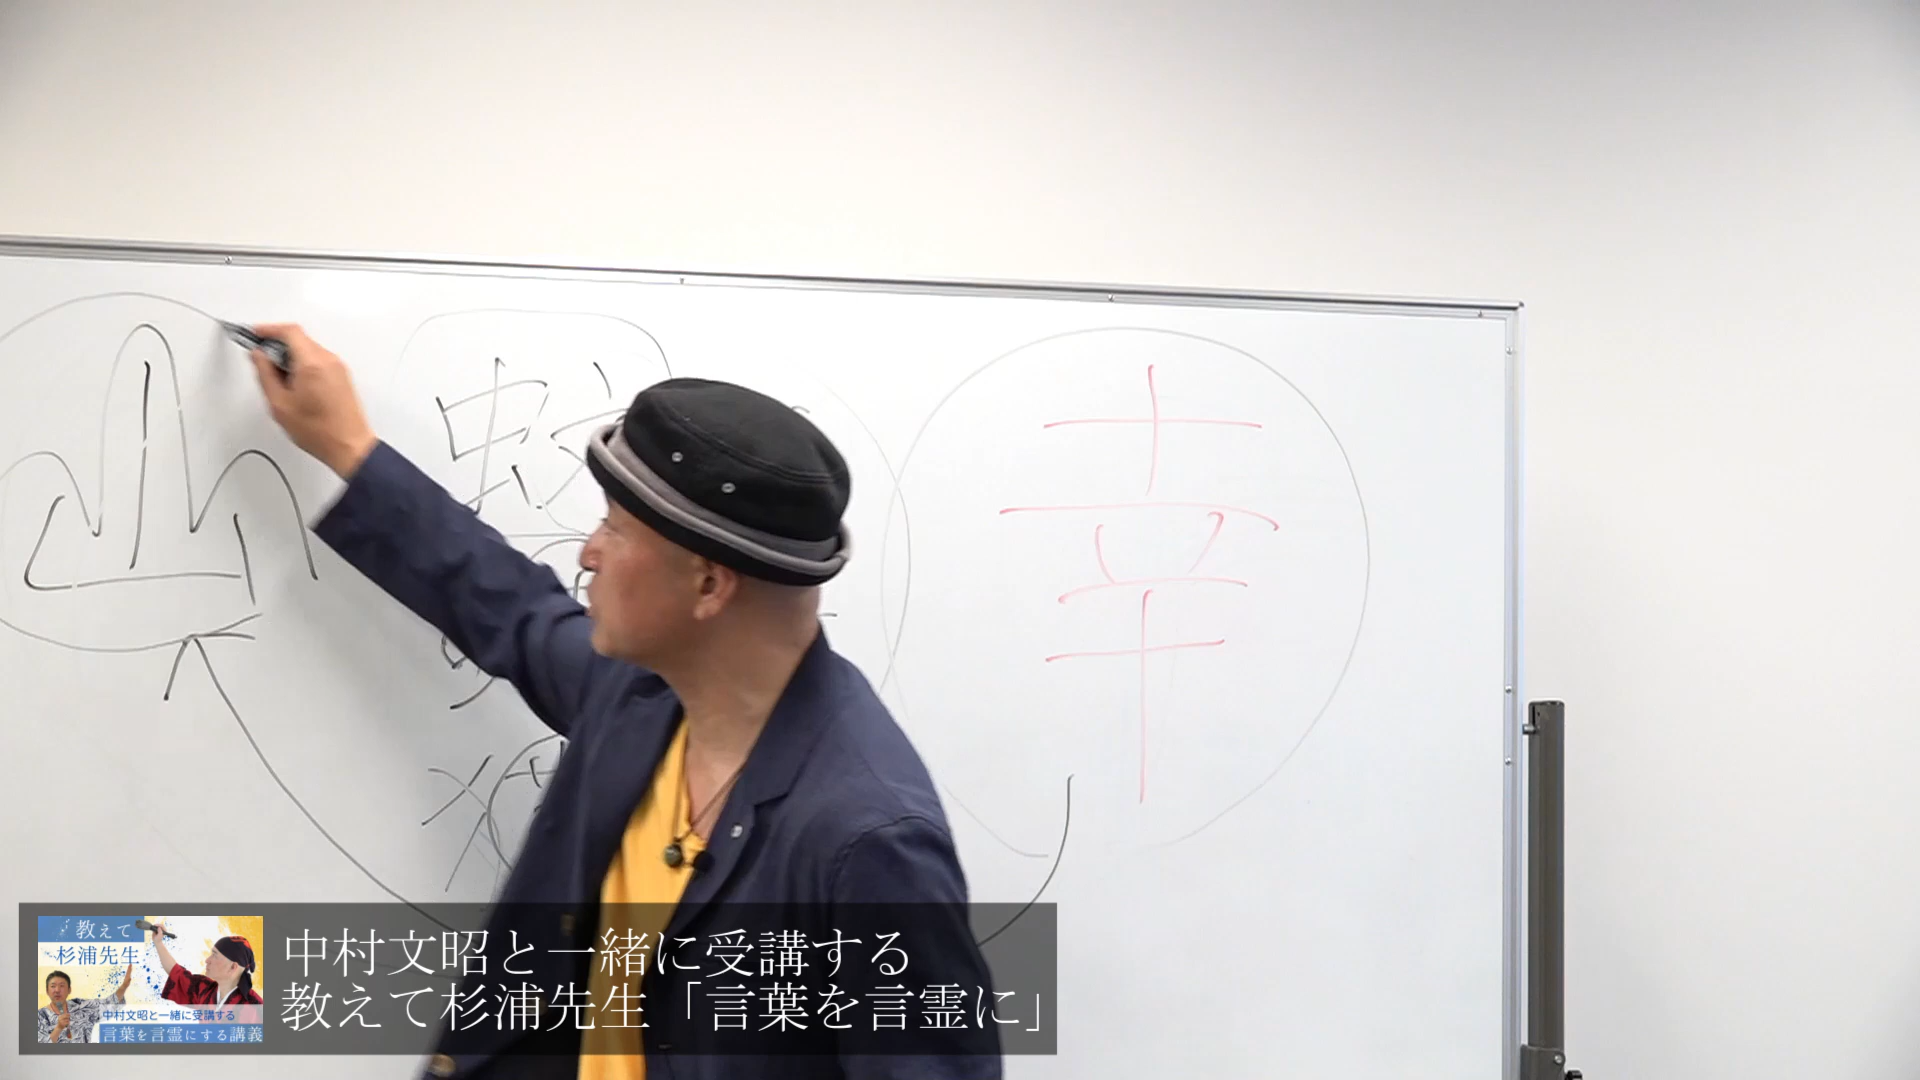 山
幸
教えて
杉浦先生
中村文昭と一緒に受講する
言葉を言霊にする講義
中村文昭と一緒に受講する
教えて杉浦先生「言葉を言霊に」